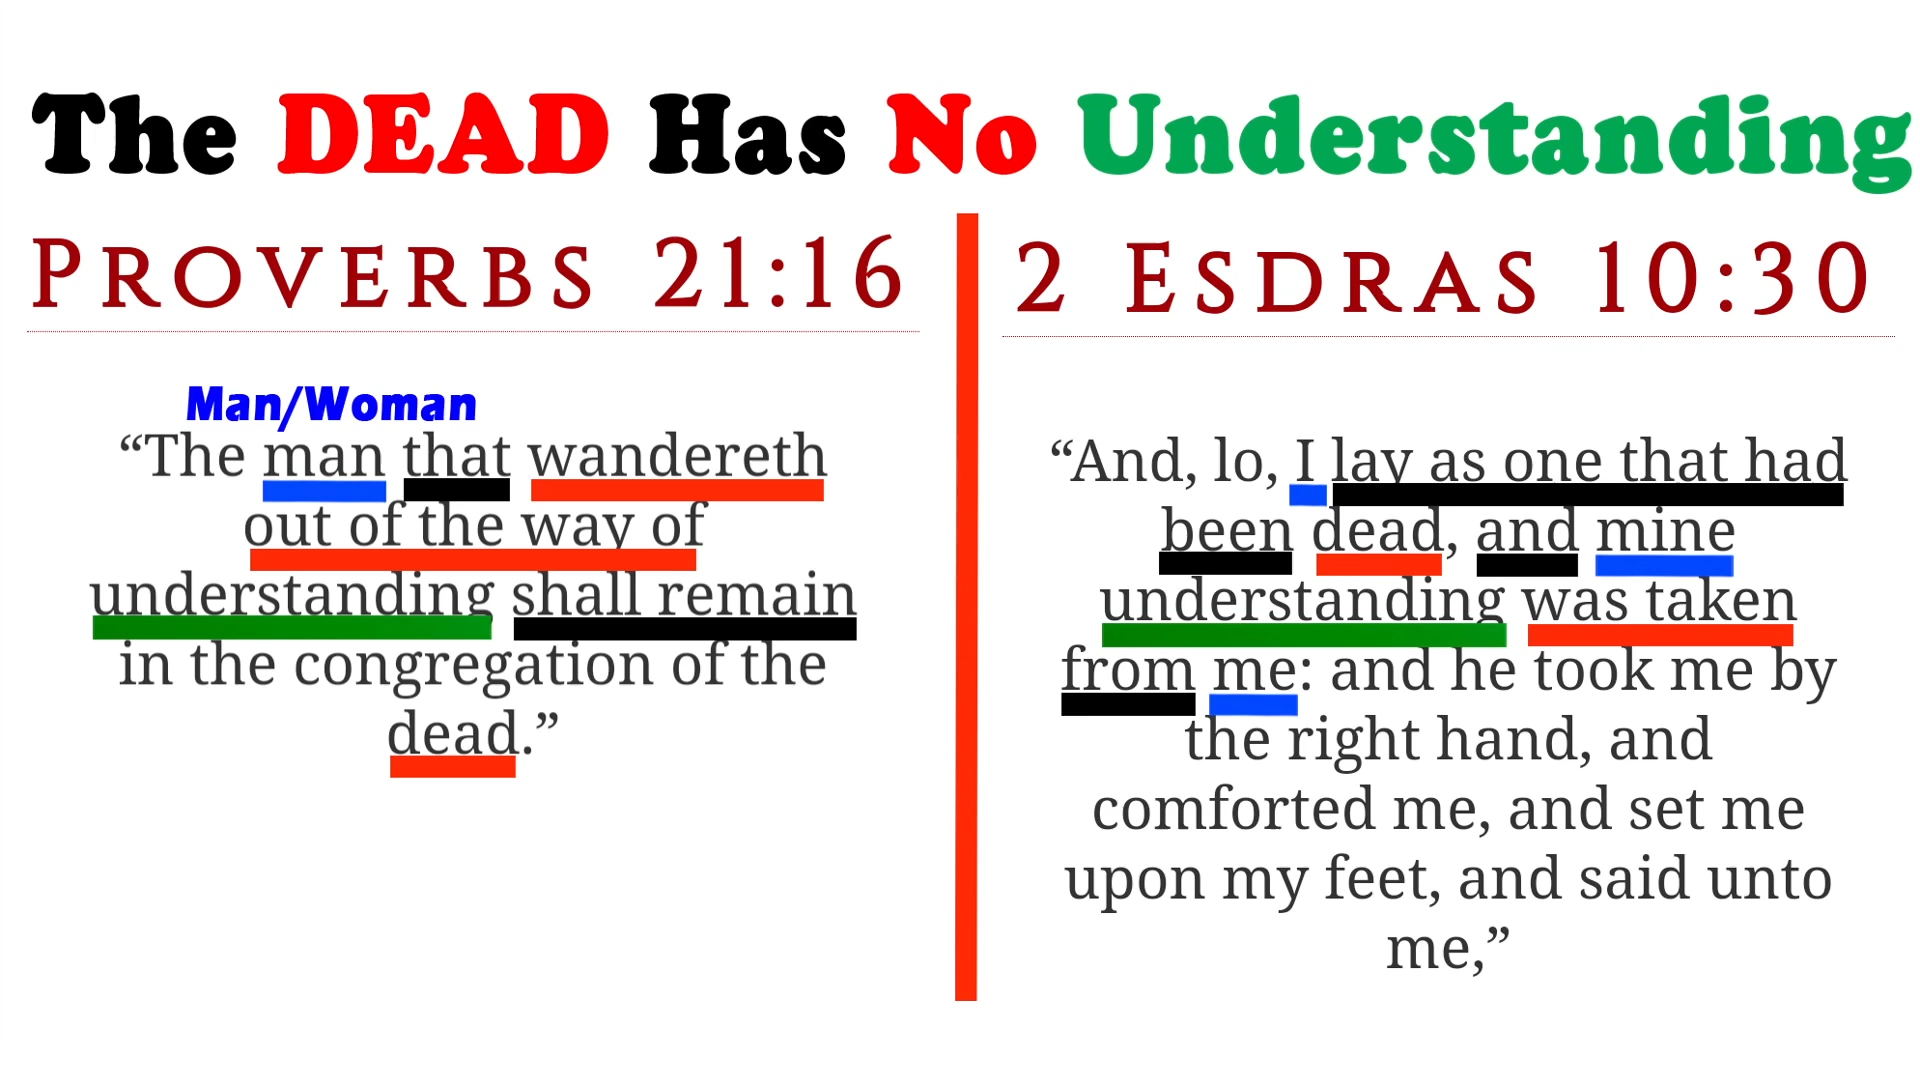 The DEAD Has No Understanding
PROVERBS 21:16
Man/Woman
“The man that wandereth
out of the way of
understanding shall remain
in the congregation of the
dead.”
2 ESDRAS 10:30
“And, lo, I lay as one that had
been dead, and mine
understanding was taken
from me: and he took me by
the right hand, and
comforted me, and set me
upon my feet, and said unto
me,”